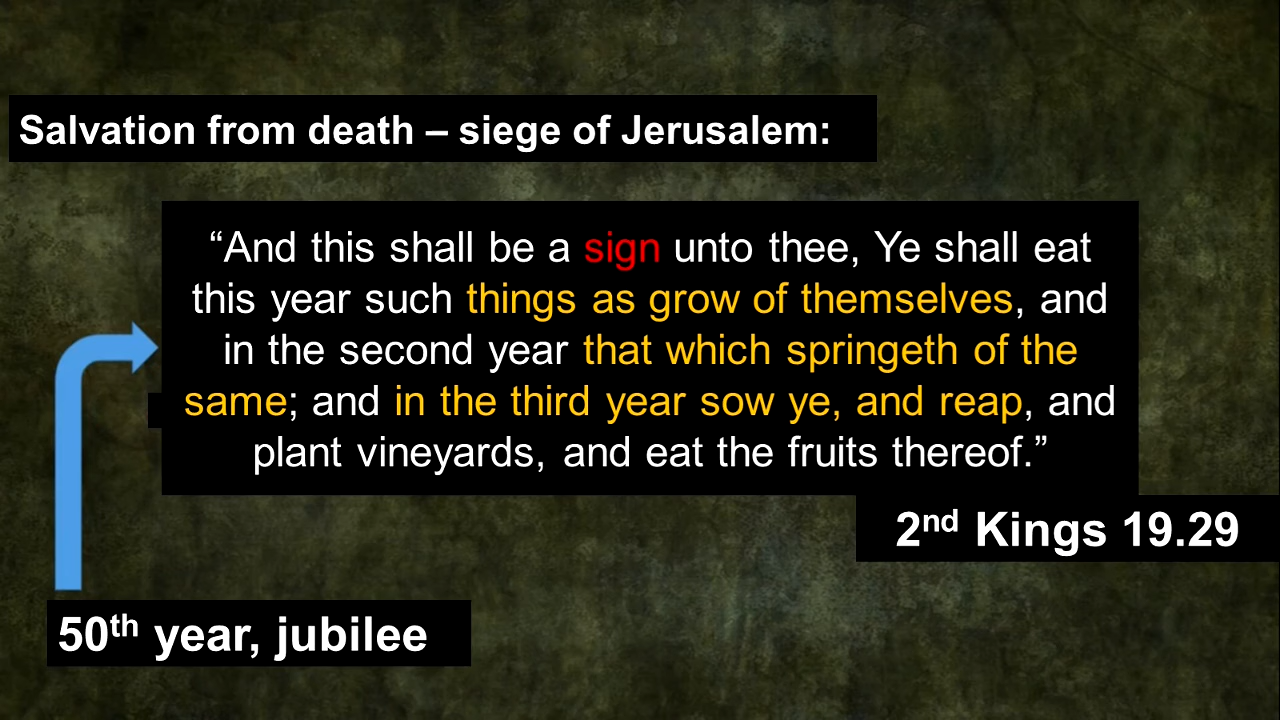 Salvation from death – siege of Jerusalem:
“And this shall be a sign unto thee, Ye shall eat
this year such things as grow of themselves, and
in the second year that which springeth of the
same; and in the third year sow ye, and reap, and
plant vineyards, and eat the fruits thereof.”
2nd Kings 19.29
50th year, jubilee